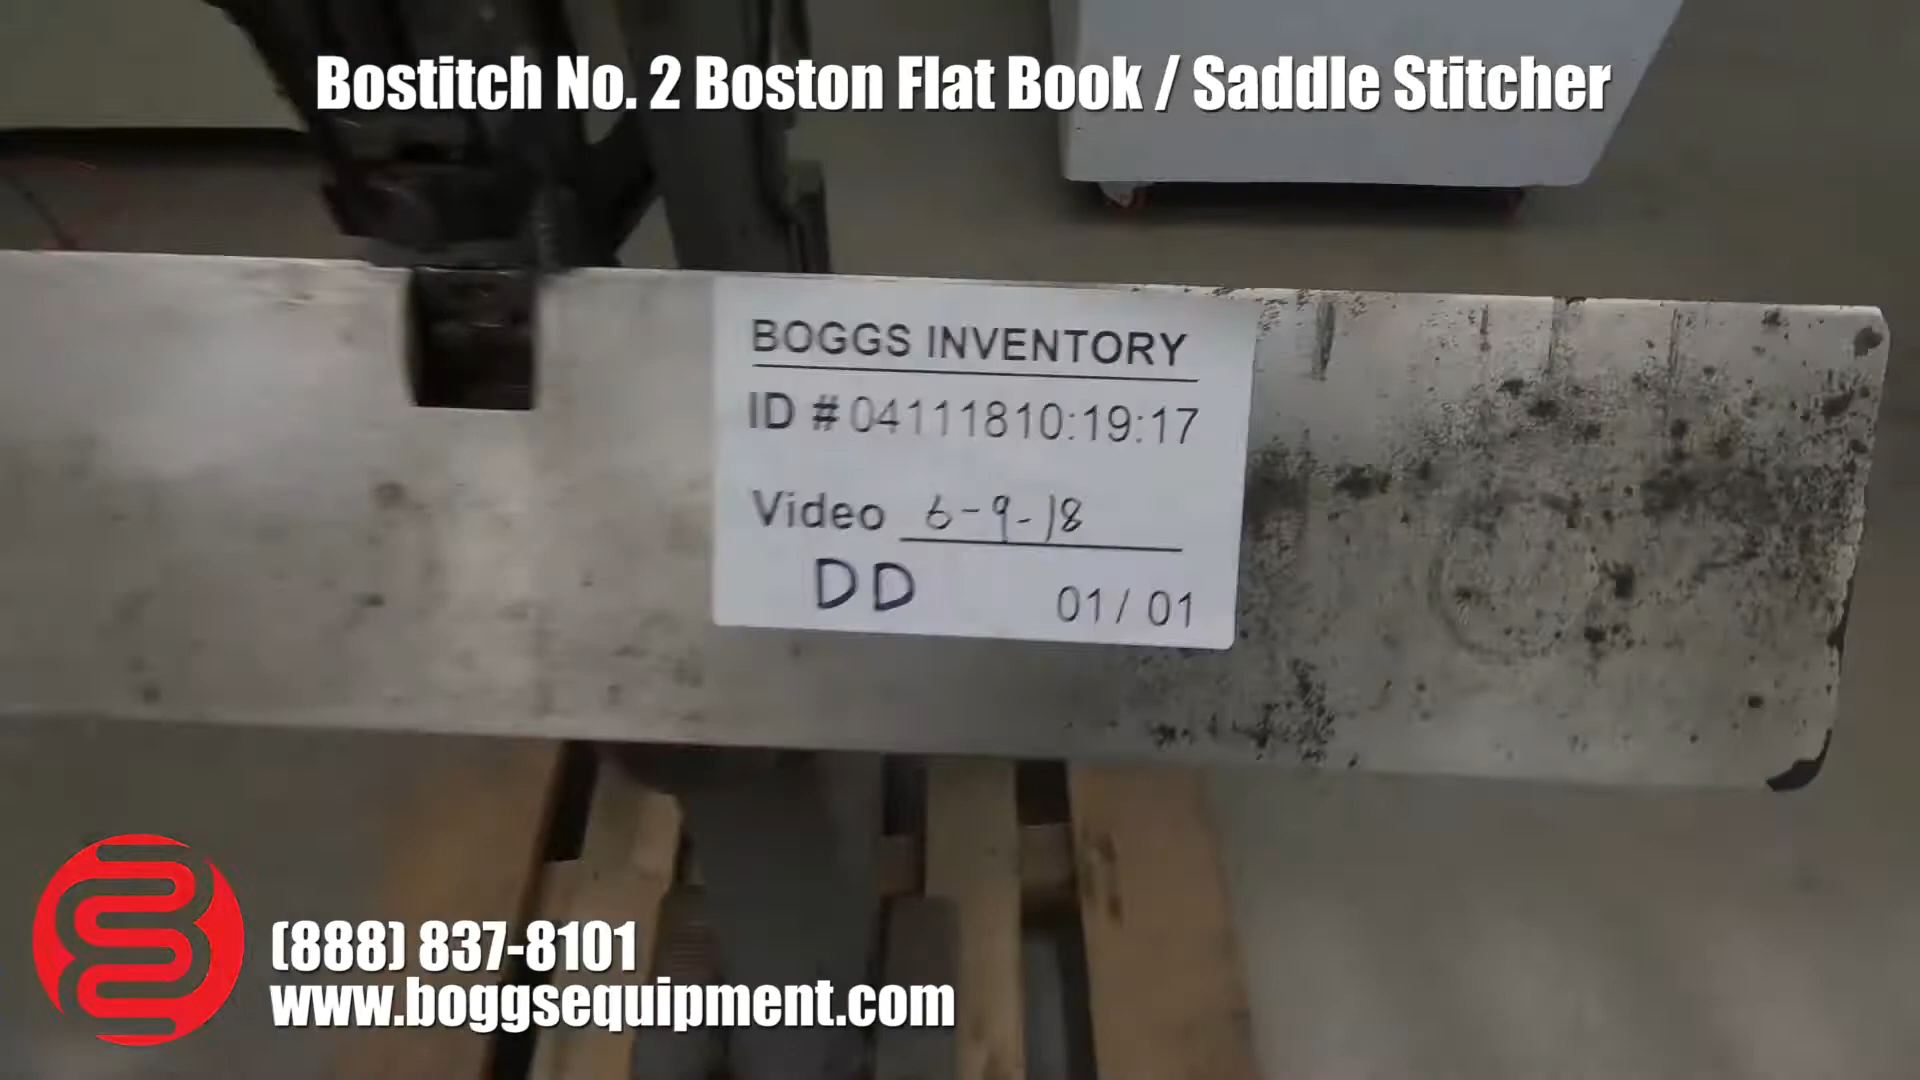 Bostitch No. 2 Boston Flat Book / Saddle Stitcher
BOGGS INVENTORY
ID # 04111810:19:17
Video 6-9-18
DD 01 / 01
(888) 837-8101
www.boggsequipment.com